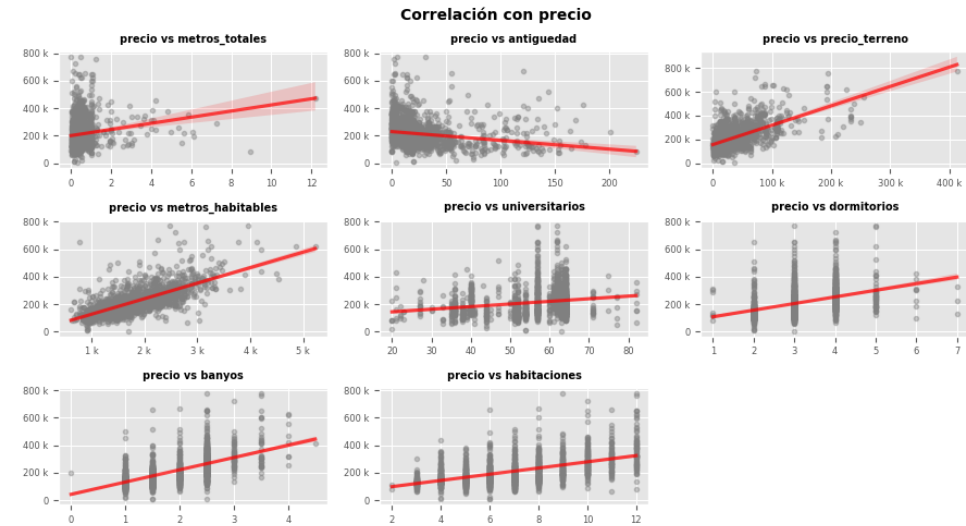 Correlación con precio
precio vs metros_totales
800 k
600 k
400 k
200 k
0
0 2 4 6 8 10 12
precio vs antiguedad
800 k
600 k
400 k
200 k
0
0 50 100 150 200
precio vs precio_terreno
800 k
600 k
400 k
200 k
0
0 100 k 200 k 300 k 400 k
precio vs metros_habitables
800 k
600 k
400 k
200 k
0
1 k 2 k 3 k 4 k 5 k
precio vs universitarios
800 k
600 k
400 k
200 k
0
20 30 40 50 60 70 80
precio vs dormitorios
800 k
600 k
400 k
200 k
0
1 2 3 4 5 6 7
precio vs banyos
800 k
600 k
400 k
200 k
0
0 1 2 3 4
precio vs habitaciones
800 k
600 k
400 k
200 k
0
2 4 6 8 10 12